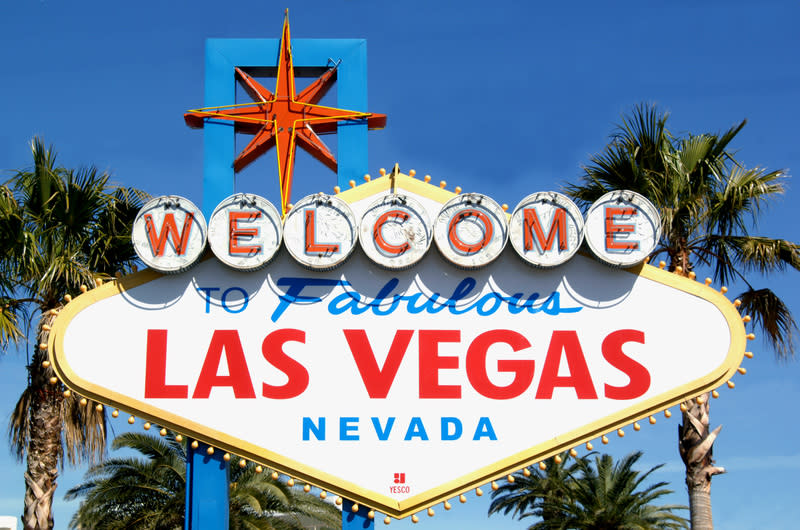 WELCOME
TO Fabulous
LAS VEGAS
NEVADA
YESCO